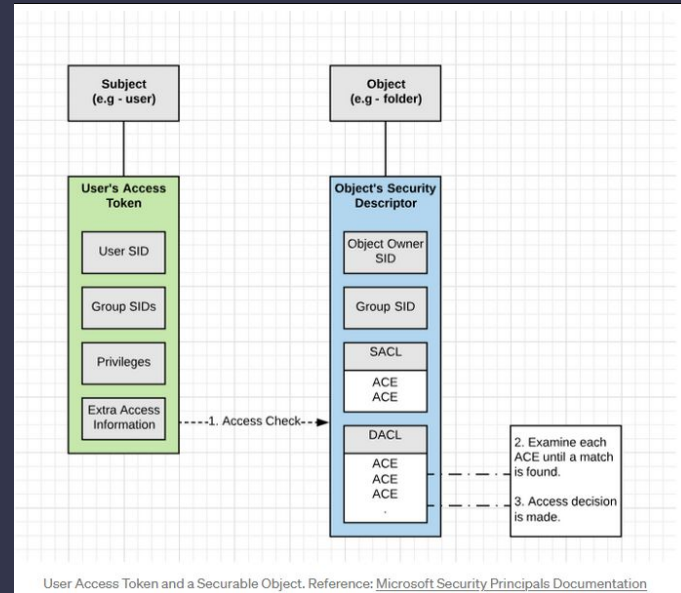 Subject
(e.g - user)
Object
(e.g - folder)
User's Access
Token
User SID
Group SIDs
Privileges
Extra Access
Information
1. Access Check
Object's Security
Descriptor
Object Owner
SID
Group SID
SACL
ACE
ACE
DACL
ACE
ACE
ACE
.
2. Examine each
ACE until a match
is found.
3. Access decision
is made.
User Access Token and a Securable Object. Reference: Microsoft Security Principals Documentation